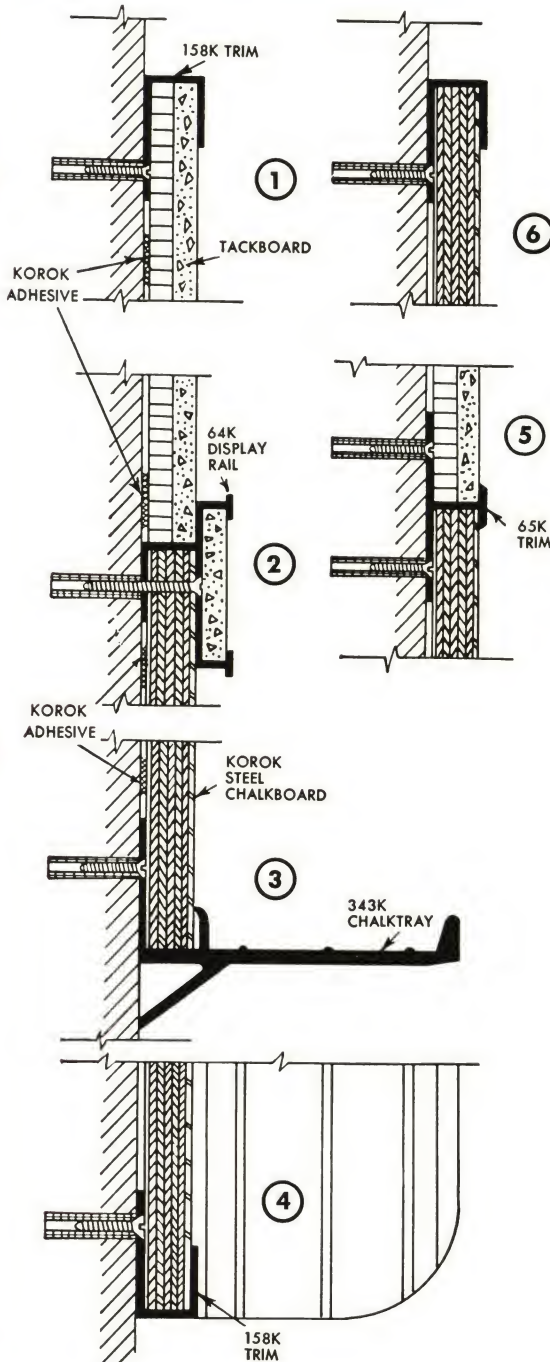 158K TRIM
1
TACKBOARD
KOROK
ADHESIVE
6
64K
DISPLAY
RAIL
2
5
65K
TRIM
KOROK
ADHESIVE
KOROK
STEEL
CHALKBOARD
3
343K
CHALKTRAY
4
158K
TRIM